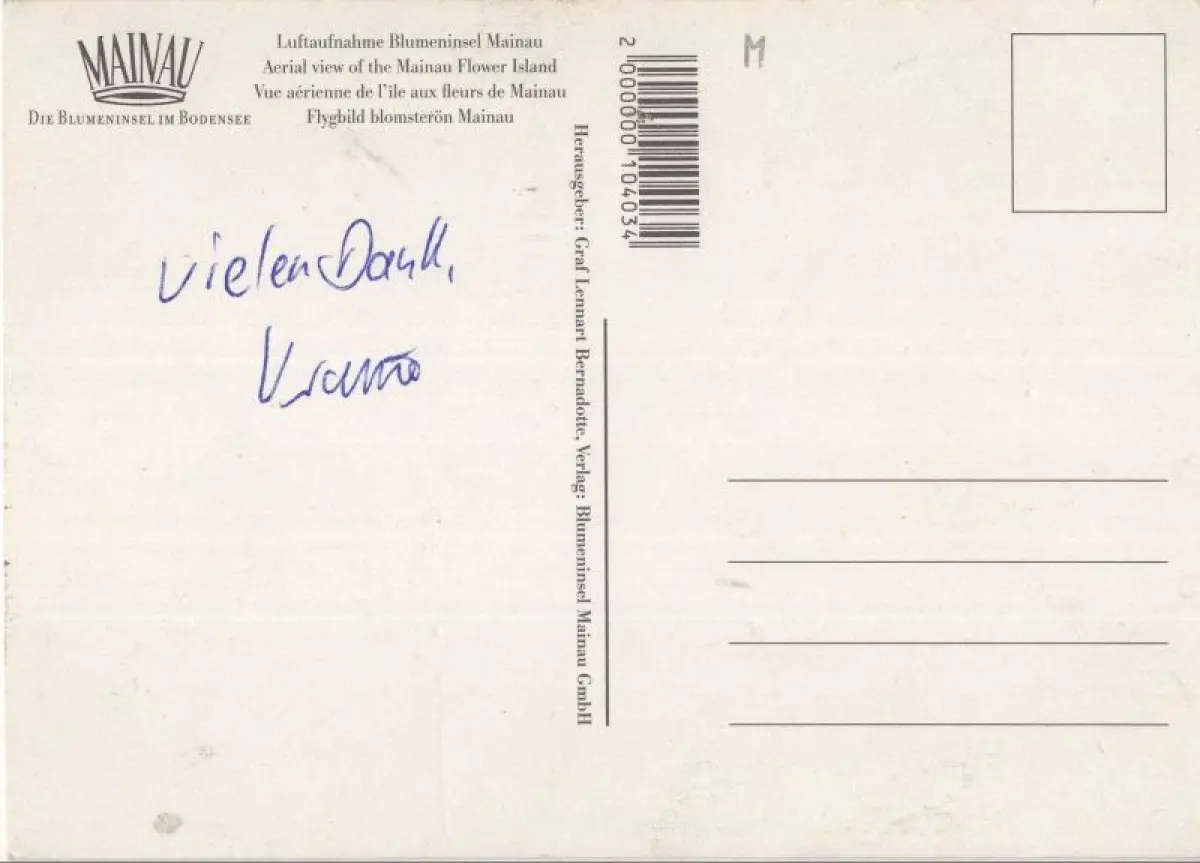 MAINAU
DIE BLUMENINSEL IM BODENSEE
Luftaufnahme Blumeninsel Mainau
Aerial view of the Mainau Flower Island
Vue aérienne de l'île aux fleurs de Mainau
Flygbild blomsterön Mainau
vielen Dank,
Herausgeber: Graf Lennart Bernadotte, Verlag: Blumeninsel Mainau GmbH
2 000000 104034
M